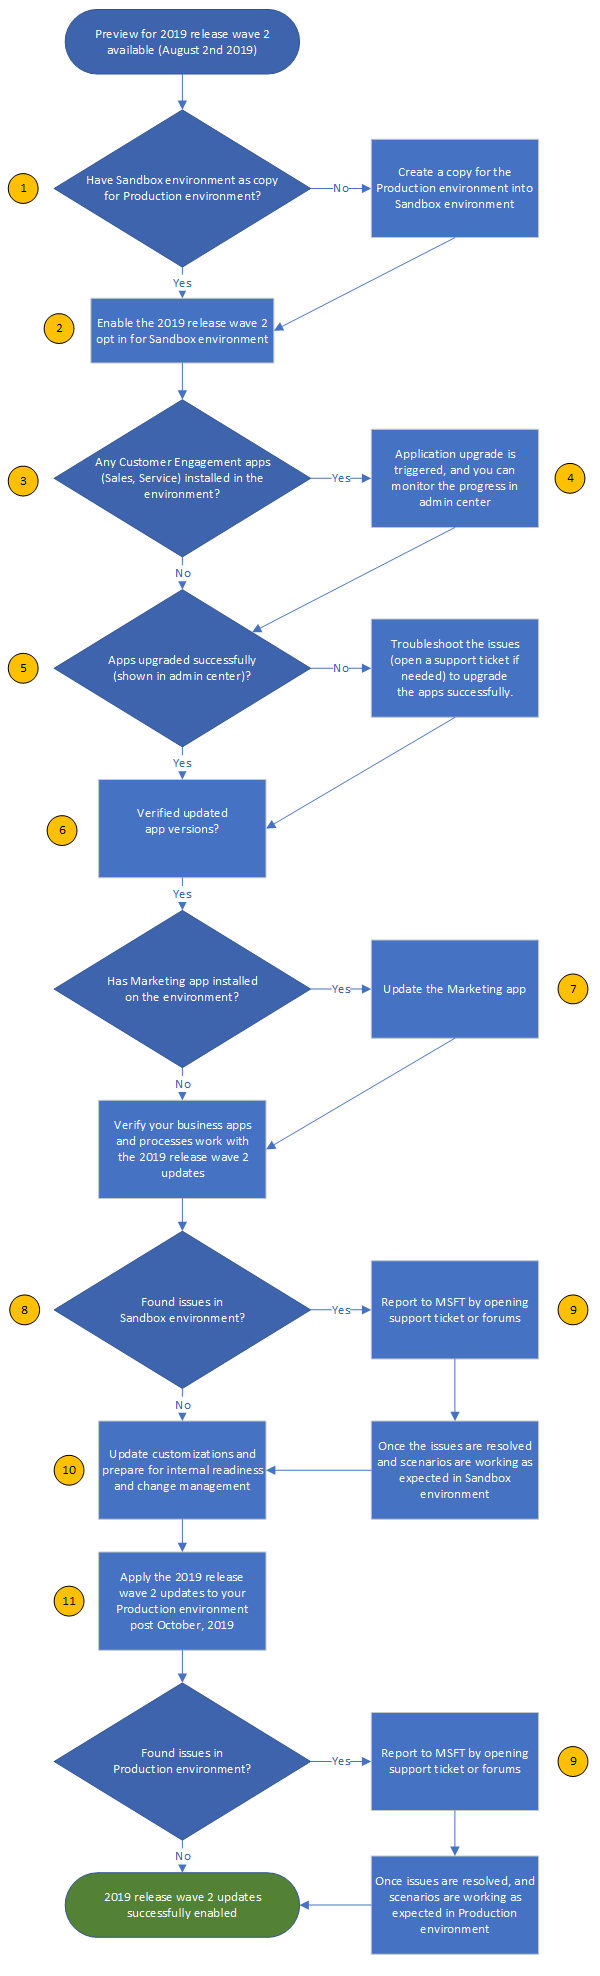 Preview for 2019 release wave 2
available (August 2nd 2019)
1
Have Sandbox environment as copy
for Production environment?
No
Create a copy for the
Production environment into
Sandbox environment
Yes
2
Enable the 2019 release wave 2
opt in for Sandbox environment
3
Any Customer Engagement apps
(Sales, Service) installed in the
environment?
Yes
Application upgrade is
triggered, and you can
monitor the progress in
admin center
4
No
5
Apps upgraded successfully
(shown in admin center)?
No
Troubleshoot the issues
(open a support ticket if
needed) to upgrade
the apps successfully.
Yes
6
Verified updated
app versions?
Yes
Has Marketing app installed
on the environment?
Yes
Update the Marketing app
7
No
Verify your business apps
and processes work with
the 2019 release wave 2
updates
8
Found issues in
Sandbox environment?
Yes
Report to MSFT by opening
support ticket or forums
9
No
10
Update customizations and
prepare for internal readiness
and change management
Once the issues are resolved
and scenarios are working as
expected in Sandbox
environment
11
Apply the 2019 release
wave 2 updates to your
Production environment
post October, 2019
Found issues in
Production environment?
Yes
Report to MSFT by opening
support ticket or forums
9
No
2019 release wave 2 updates
successfully enabled
Once issues are resolved, and
scenarios are working as
expected in Production
environment